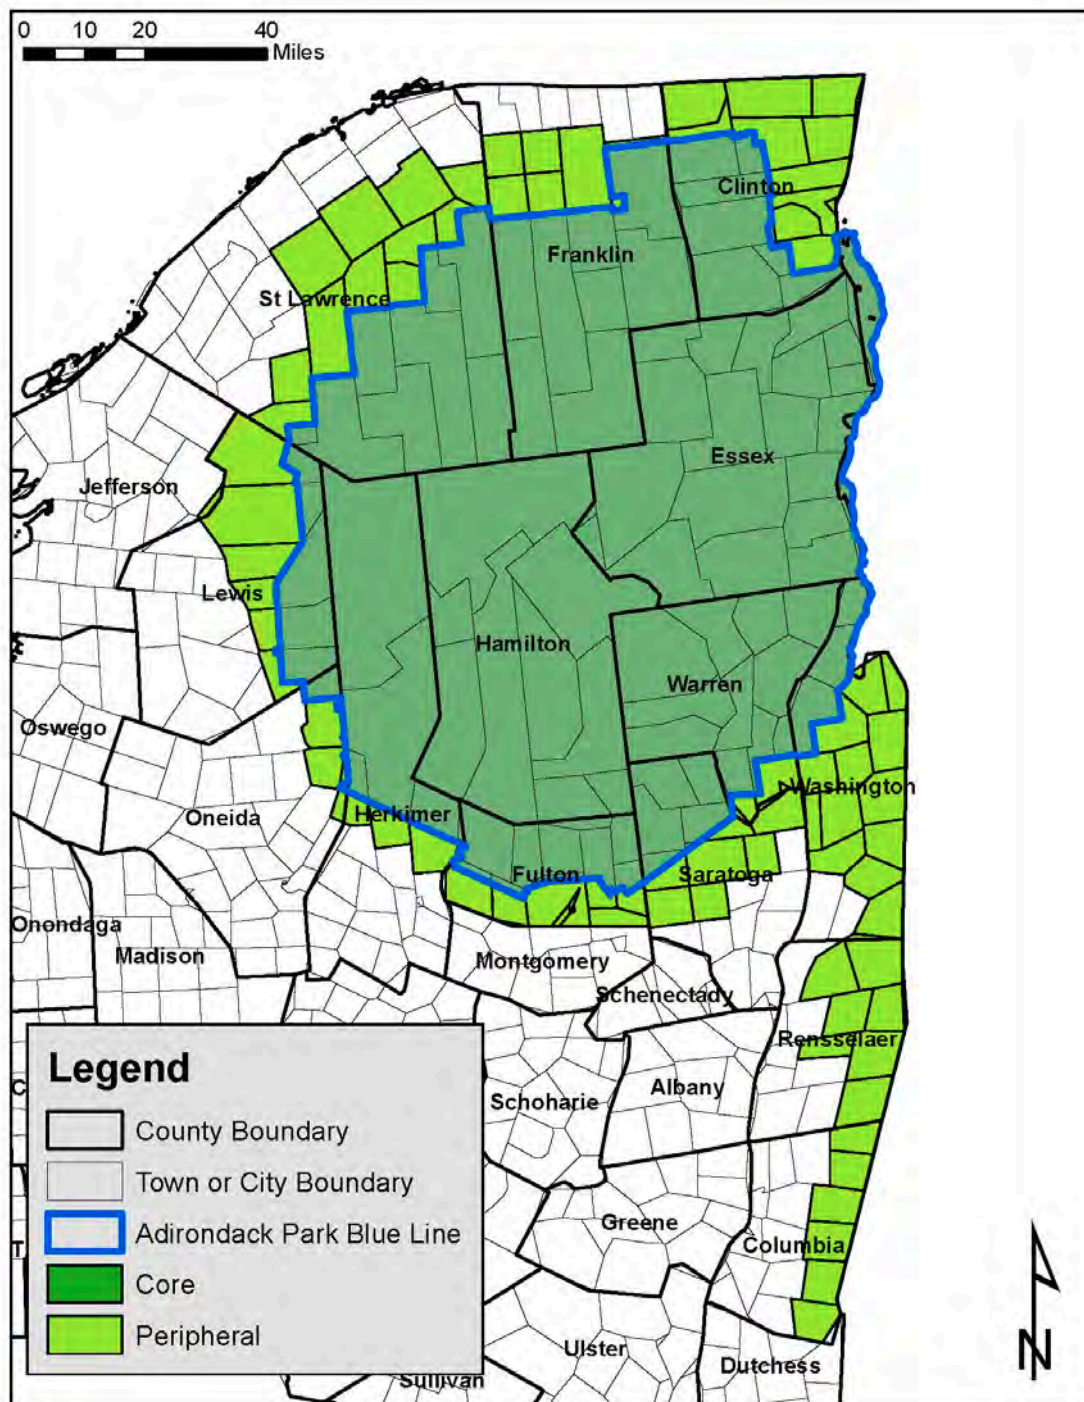 0 10 20 40
Miles
Clinton
Franklin
St Lawrence
Essex
Jefferson
Lewis
Hamilton
Warren
Oswego
Washington
Herkimer
Oneida
Fulton
Saratoga
Onondaga
Madison
Montgomery
Schenectady
Rensselaer
Legend
C
Albany
Schoharie
County Boundary
Town or City Boundary
Greene
Adirondack Park Blue Line
Columbia
T
Core
Peripheral
Ulster
Dutchess
Sullivan
N